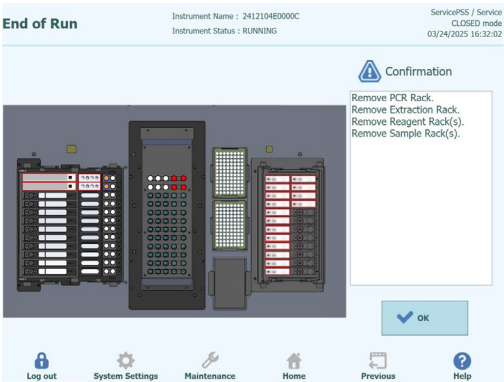 End of Run
Instrument Name : 2412104E0000C
Instrument Status : RUNNING
ServicePSS / Service
CLOSED mode
03/24/2025 16:32:02
Confirmation
Remove PCR Rack.
Remove Extraction Rack.
Remove Reagent Rack(s).
Remove Sample Rack(s).
OK
Log out
System Settings
Maintenance
Home
Previous
Help